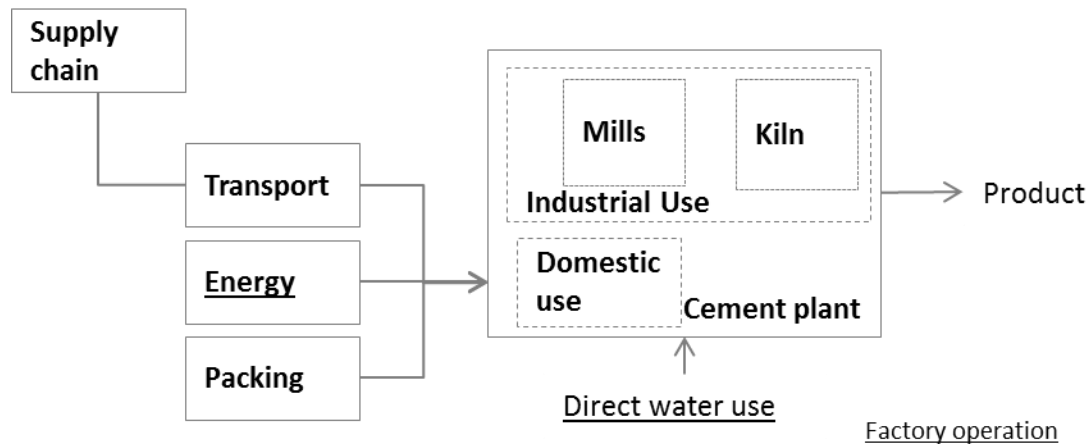 Supply
chain
Transport
Energy
Packing
Mills
Kiln
Industrial Use
Domestic
use
Cement plant
Product
Direct water use
Factory operation